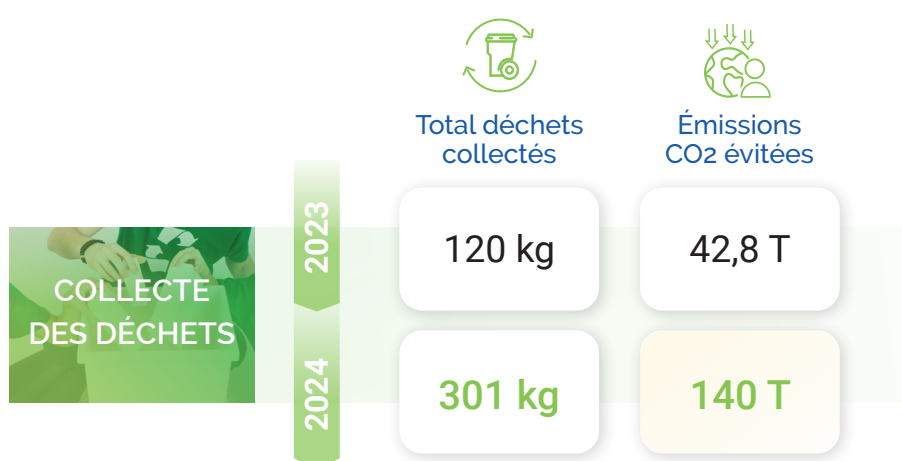 Total déchets
collectés
Émissions
CO2 évitées
2023
120 kg
42,8 T
COLLECTE
DES DÉCHETS
2024
301 kg
140 T